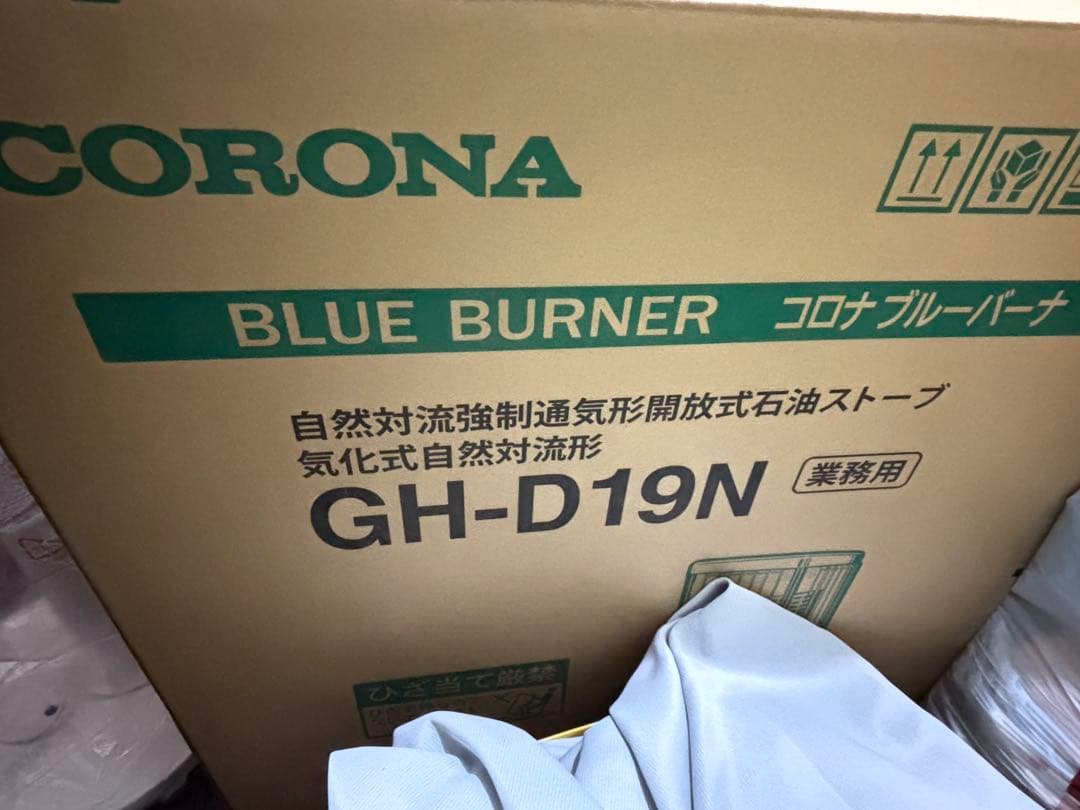 CORONA
BLUE BURNER コロナブルーバーナ
自然対流強制通気形開放式石油ストーブ
気化式自然対流形
GH-D19N 業務用
ひざ当て厳禁